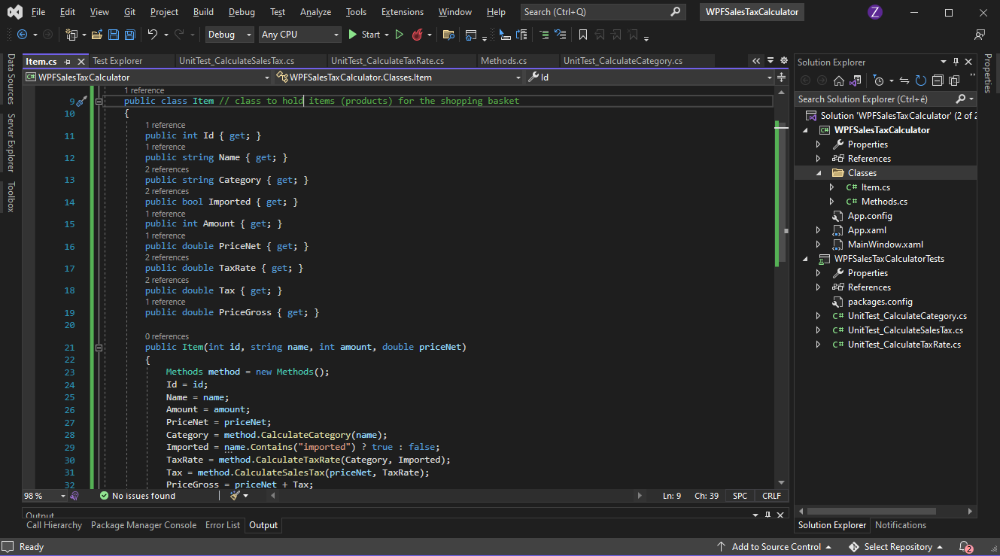 File Edit View Git Project Build Debug Test Analyze Tools Extensions Window Help Search (Ctrl+Q) WPFSalesTaxCalculator Z
Debug Any CPU Start
Data Sources
Server Explorer
Toolbox
Item.cs Test Explorer UnitTest_CalculateSalesTax.cs UnitTest_CalculateTaxRate.cs Methods.cs UnitTest_CalculateCategory.cs
C# WPFSalesTaxCalculator WPFSalesTaxCalculator.Classes.Item Id
1 reference
9 public class Item // class to hold items (products) for the shopping basket
10 {
1 reference
11 public int Id { get; }
1 reference
12 public string Name { get; }
2 references
13 public string Category { get; }
2 references
14 public bool Imported { get; }
1 reference
15 public int Amount { get; }
1 reference
16 public double PriceNet { get; }
2 references
17 public double TaxRate { get; }
2 references
18 public double Tax { get; }
1 reference
19 public double PriceGross { get; }
20
0 references
21 public Item(int id, string name, int amount, double priceNet)
22 {
23 Methods method = new Methods();
24 Id = id;
25 Name = name;
26 Amount = amount;
27 PriceNet = priceNet;
28 Category = method.CalculateCategory(name);
29 Imported = name.Contains("imported") ? true : false;
30 TaxRate = method.CalculateTaxRate(Category, Imported);
31 Tax = method.CalculateSalesTax(priceNet, TaxRate);
32 PriceGross = priceNet + Tax;
98 % No issues found Ln: 9 Ch: 39 SPC CRLF
Output
Call Hierarchy Package Manager Console Error List Output
Solution Explorer
Search Solution Explorer (Ctrl+é)
Solution 'WPFSalesTaxCalculator' (2 of 2
C# WPFSalesTaxCalculator
Properties
References
Classes
C# Item.cs
C# Methods.cs
App.config
App.xaml
MainWindow.xaml
WPFSalesTaxCalculatorTests
Properties
References
packages.config
C# UnitTest_CalculateCategory.cs
C# UnitTest_CalculateSalesTax.cs
C# UnitTest_CalculateTaxRate.cs
Solution Explorer Notifications
Properties
Ready Add to Source Control Select Repository 2